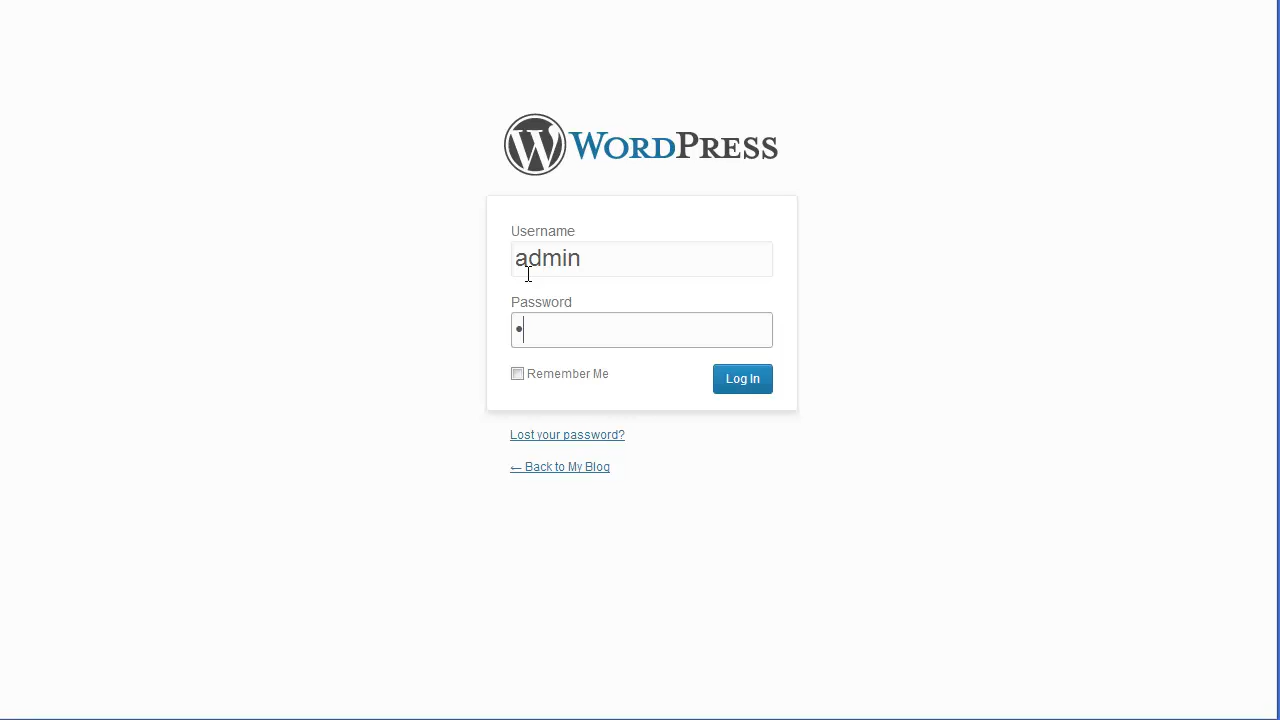 WORDPRESS
Username
admin
Password
•
Remember Me
Log In
Lost your password?
← Back to My Blog